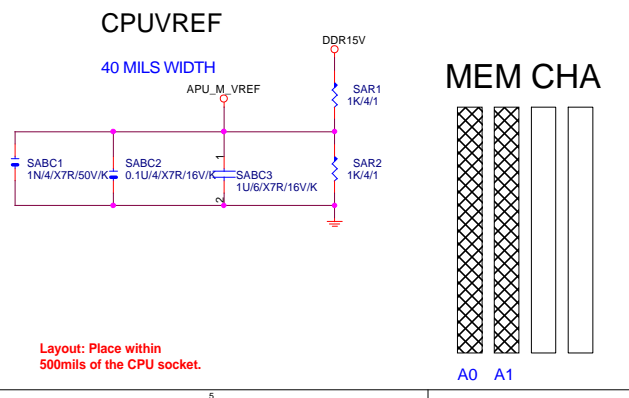 CPUVREF
DDR15V
40 MILS WIDTH
MEM CHA
APU_M_VREF
SAR1
1K/4/1
1
SABC1
1N/4/X7R/50V/K
SABC2
0.1U/4/X7R/16V/K
SABC3
1U/6/X7R/16V/K
SAR2
1K/4/1
2
Layout: Place within
500mils of the CPU socket.
A0 A1
5